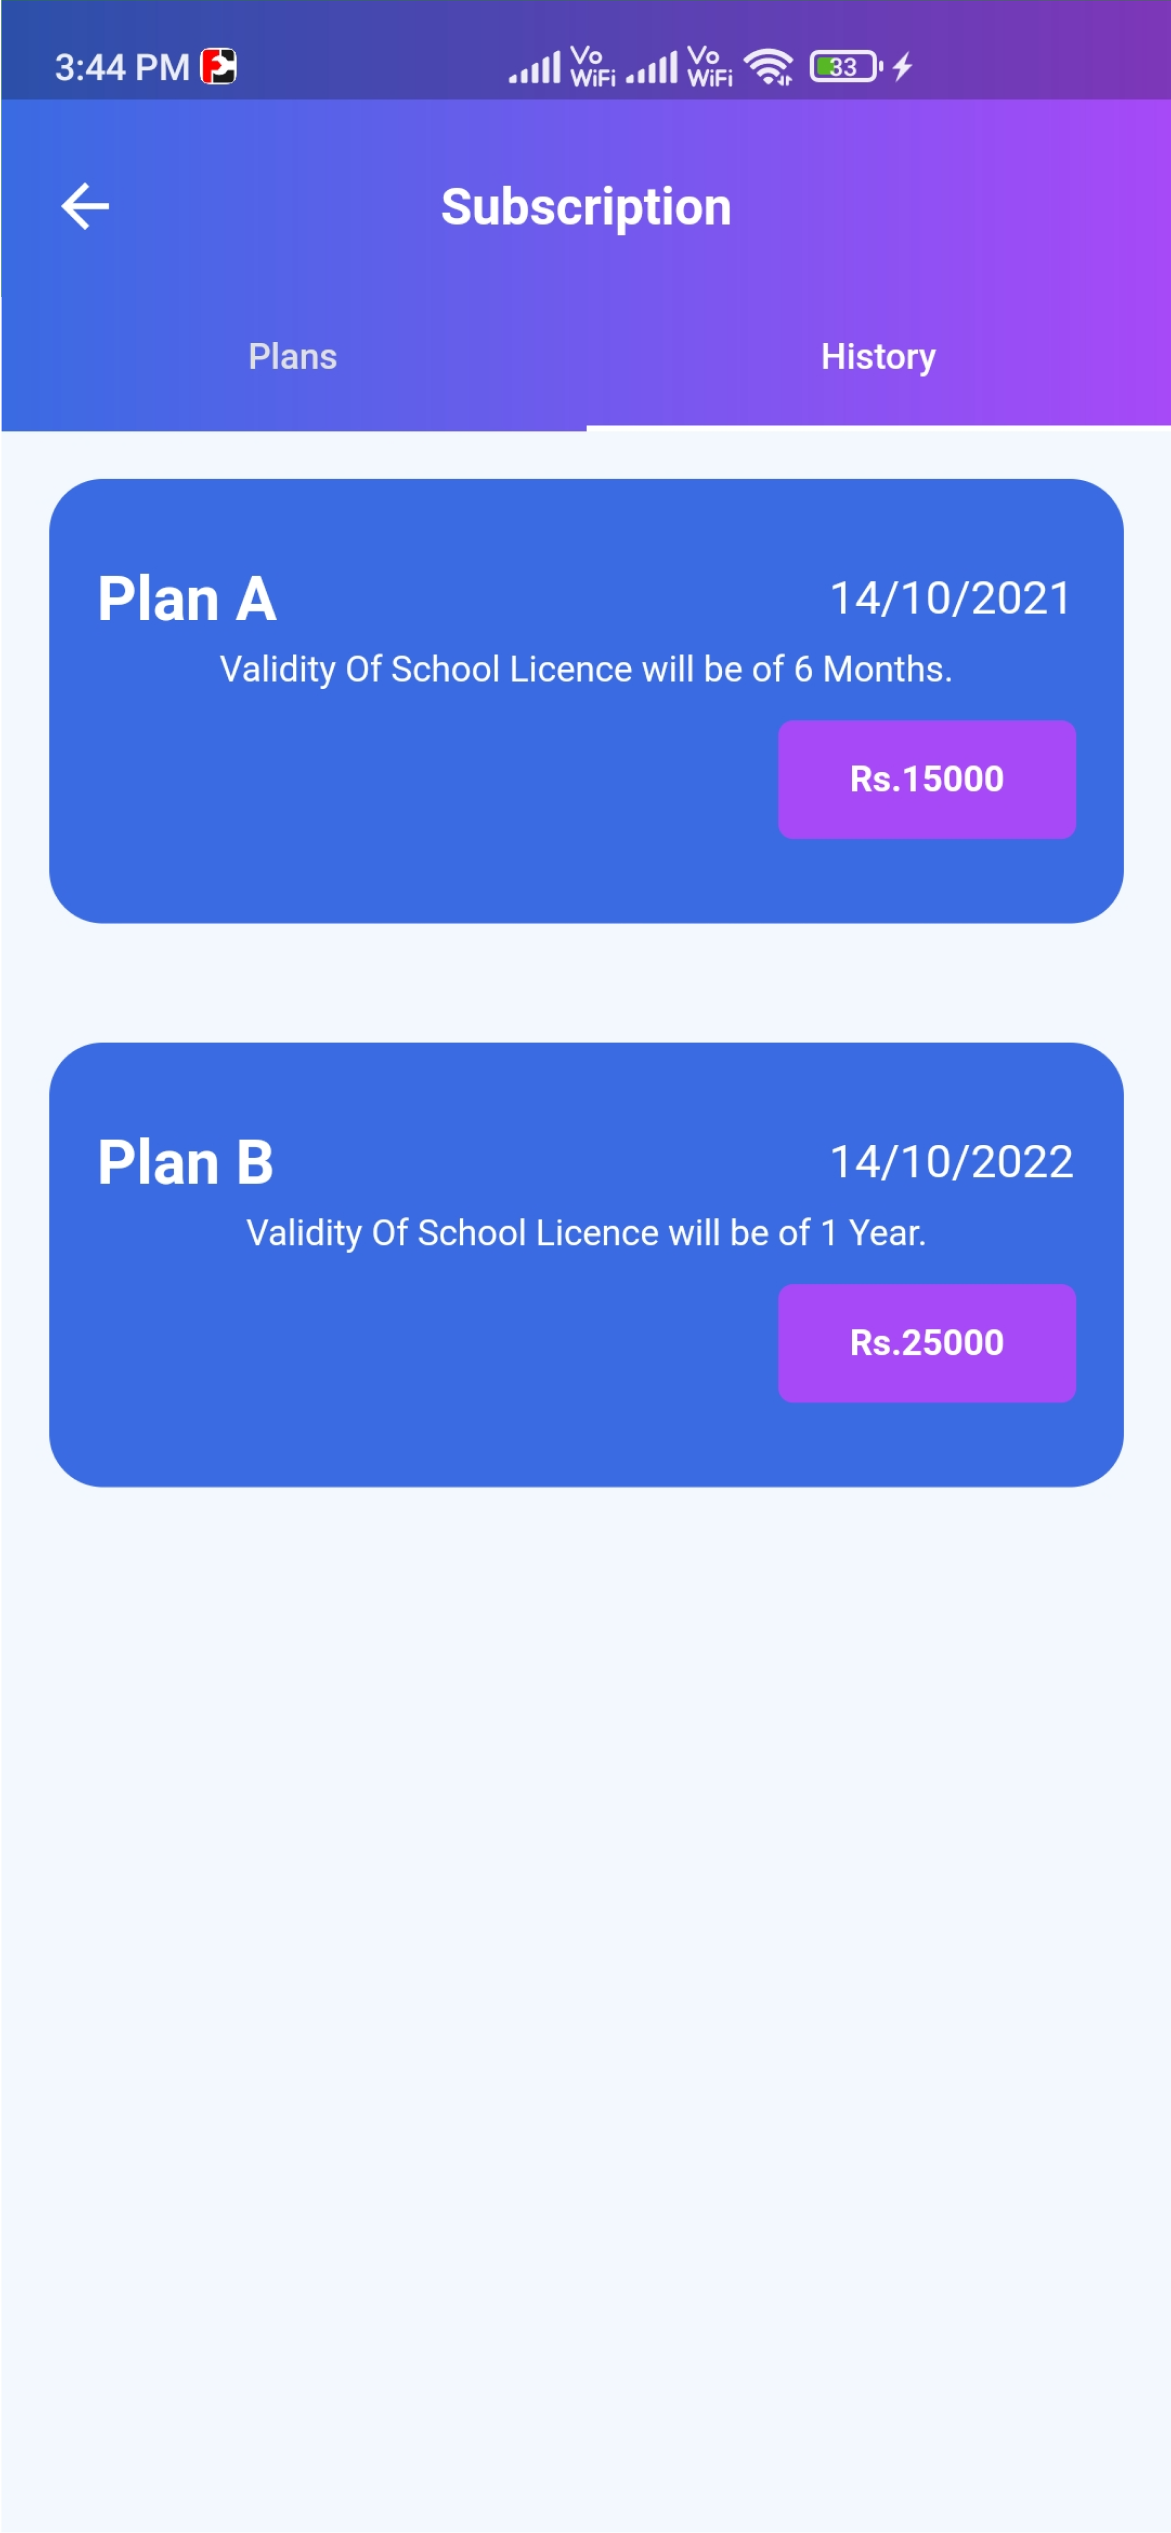 3:44 PM Vo WiFi Vo WiFi 33
Subscription
Plans History
Plan A 14/10/2021
Validity Of School Licence will be of 6 Months.
Rs.15000
Plan B 14/10/2022
Validity Of School Licence will be of 1 Year.
Rs.25000